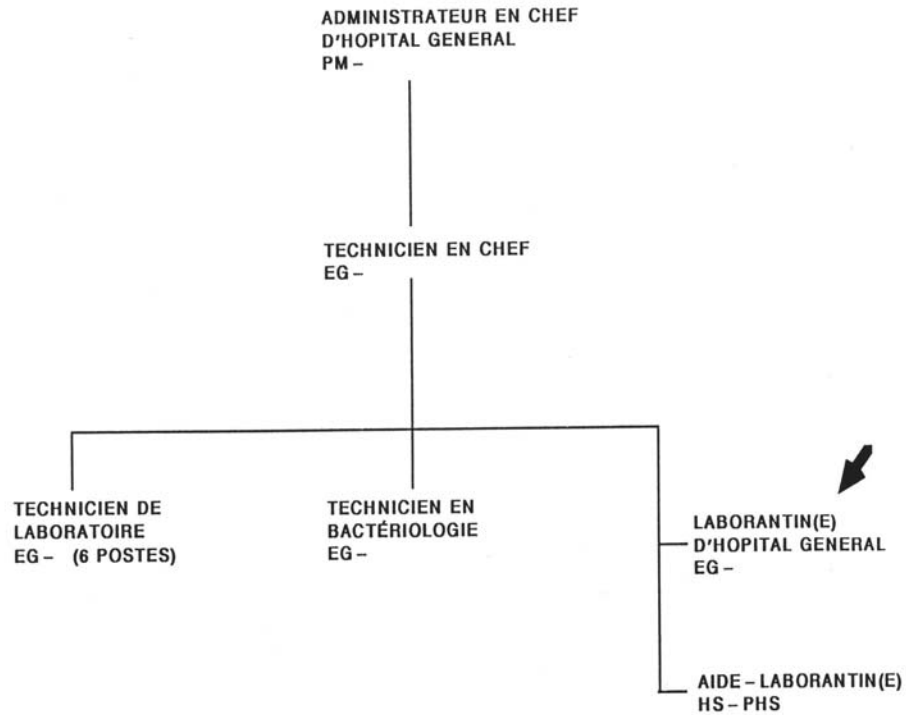 ADMINISTRATEUR EN CHEF
D'HOPITAL GENERAL
PM –
TECHNICIEN EN CHEF
EG –
TECHNICIEN DE
LABORATOIRE
EG – (6 POSTES)
TECHNICIEN EN
BACTÉRIOLOGIE
EG –
LABORANTIN(E)
D'HOPITAL GENERAL
EG –
AIDE – LABORANTIN(E)
HS – PHS